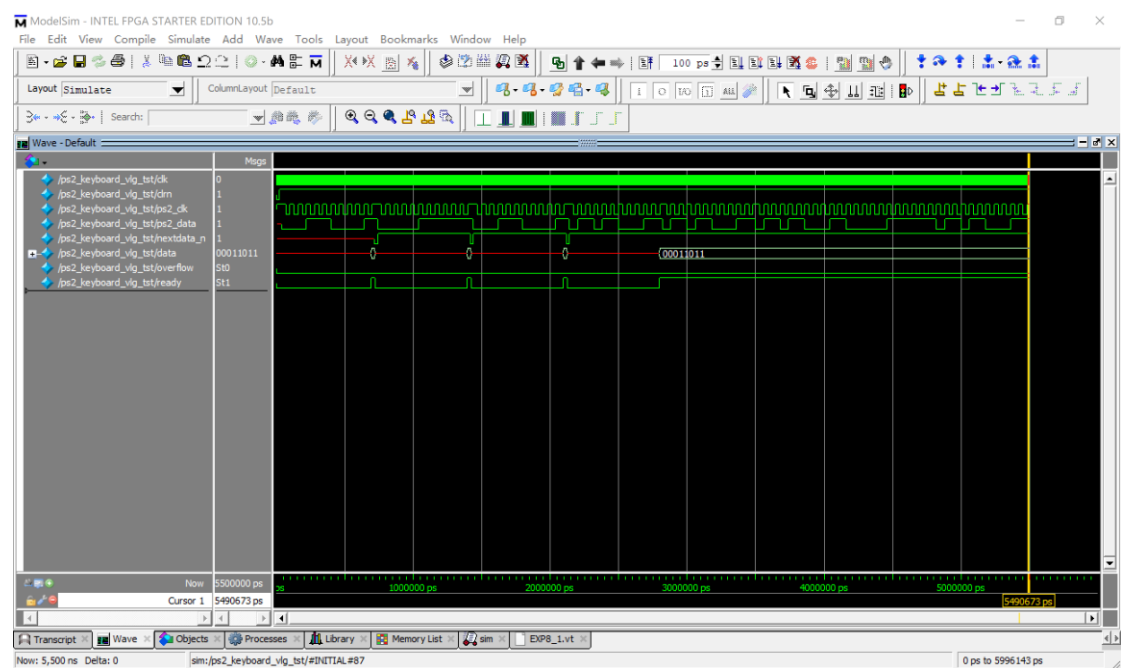 ModelSim - INTEL FPGA STARTER EDITION 10.5b
File Edit View Compile Simulate Add Wave Tools Layout Bookmarks Window Help
100 ps
Layout Simulate
ColumnLayout Default
Search:
Wave - Default
Msgs
/ps2_keyboard_vlg_tst/clk 0
/ps2_keyboard_vlg_tst/clrn 1
/ps2_keyboard_vlg_tst/ps2_clk 1
/ps2_keyboard_vlg_tst/ps2_data 1
/ps2_keyboard_vlg_tst/nextdata_n 1
/ps2_keyboard_vlg_tst/data 00011011 00011011
/ps2_keyboard_vlg_tst/overflow St0
/ps2_keyboard_vlg_tst/ready St1
Now 5500000 ps
1000000 ps 2000000 ps 3000000 ps 4000000 ps 5000000 ps
Cursor 1 5490673 ps
5490673 ps
Transcript Wave Objects Processes Library Memory List sim EXP8_1.vt
Now: 5,500 ns Delta: 0 sim:/ps2_keyboard_vlg_tst/#INITIAL#87 0 ps to 5996143 ps